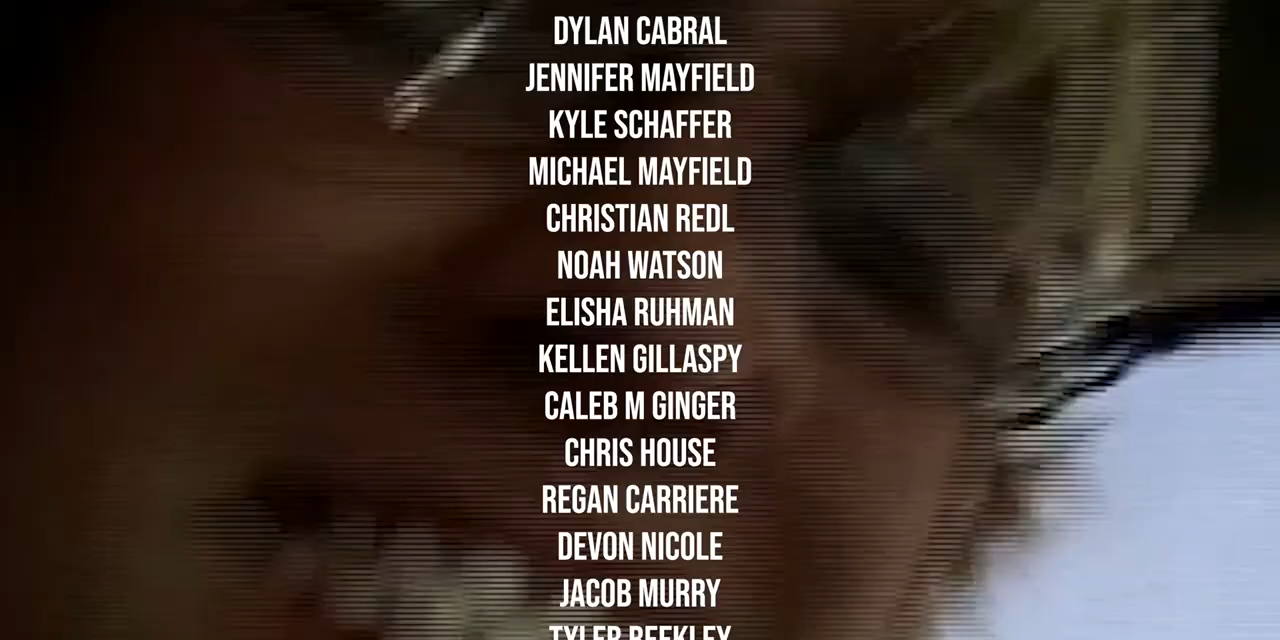 DYLAN CABRAL
JENNIFER MAYFIELD
KYLE SCHAFFER
MICHAEL MAYFIELD
CHRISTIAN REDL
NOAH WATSON
ELISHA RUHMAN
KELLEN GILLASPY
CALEB M GINGER
CHRIS HOUSE
REGAN CARRIERE
DEVON NICOLE
JACOB MURRY
TYLER